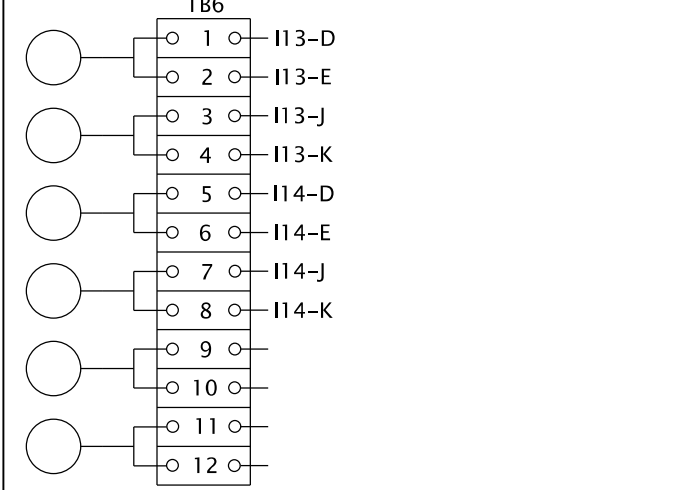 TB6
1 I13-D
2 I13-E
3 I13-J
4 I13-K
5 I14-D
6 I14-E
7 I14-J
8 I14-K
9
10
11
12